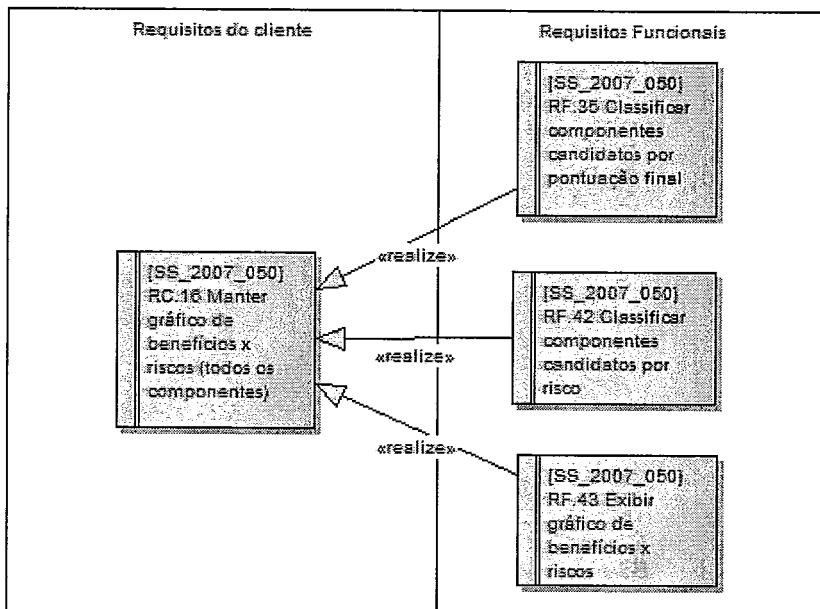 Requisitos do cliente
Requisitos Funcionais
[SS_2007_050]
RF.35 Classificar
componentes
candidatos por
pontuação final
«realize»
[SS_2007_050]
RC.16 Manter
gráfico de
benefícios x
riscos (todos os
componentes)
[SS_2007_050]
RF.42 Classificar
componentes
candidatos por
risco
«realize»
«realize»
[SS_2007_050]
RF.43 Exibir
gráfico de
benefícios x
riscos